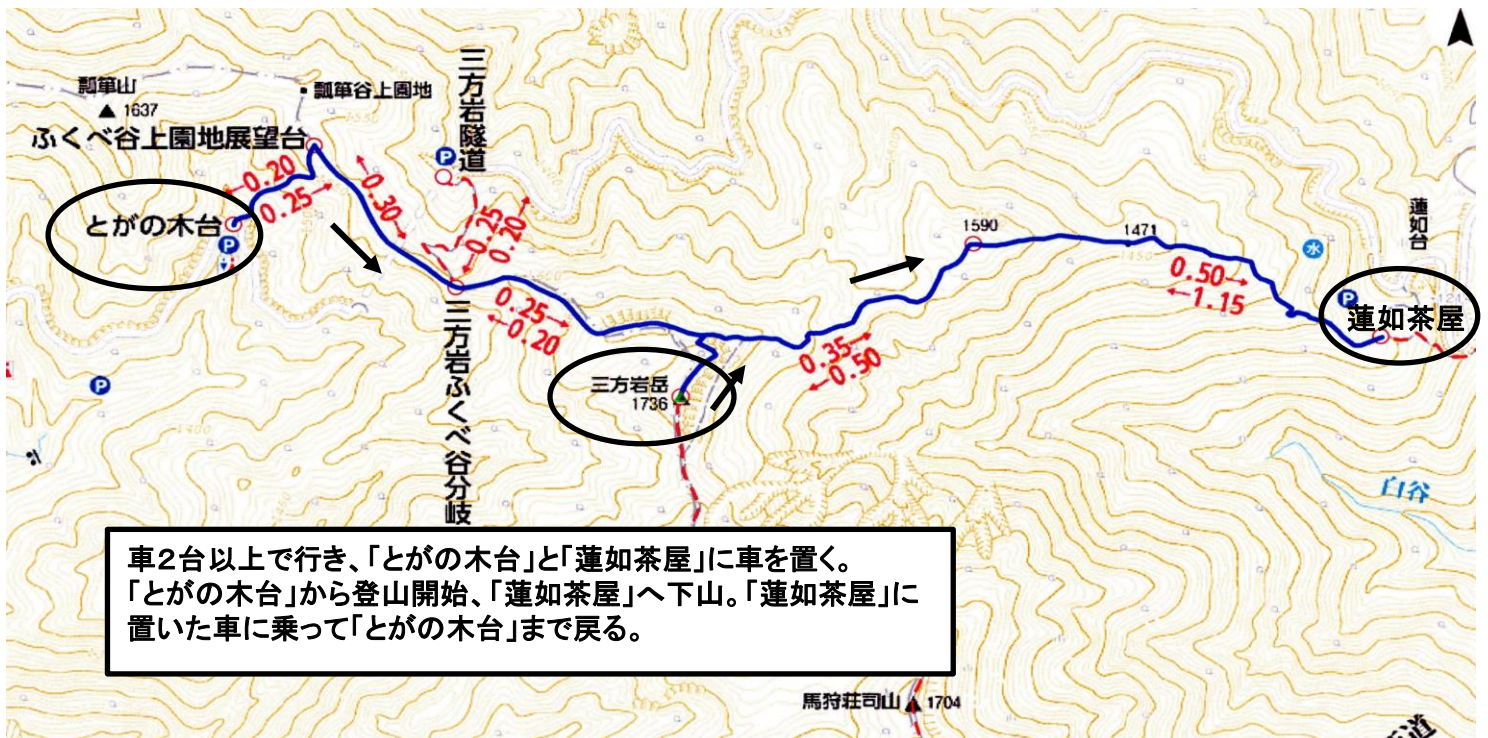 瓢箪山
1637
瓢箪谷上園地
ふくべ谷上園地展望台
←0.20
0.25→
とがの木台
P
←0.30→
三方岩隧道
P
←0.25
0.20→
三方岩ふくべ谷分岐
0.25→
←0.20
三方岩岳
1736
0.35→
←0.50
1590
1471
0.50→
←1.15
水
蓮如台
P
蓮如茶屋
P
白谷
車2台以上で行き、「とがの木台」と「蓮如茶屋」に車を置く。
「とがの木台」から登山開始、「蓮如茶屋」へ下山。「蓮如茶屋」に
置いた車に乗って「とがの木台」まで戻る。
馬狩荘司山
1704
道